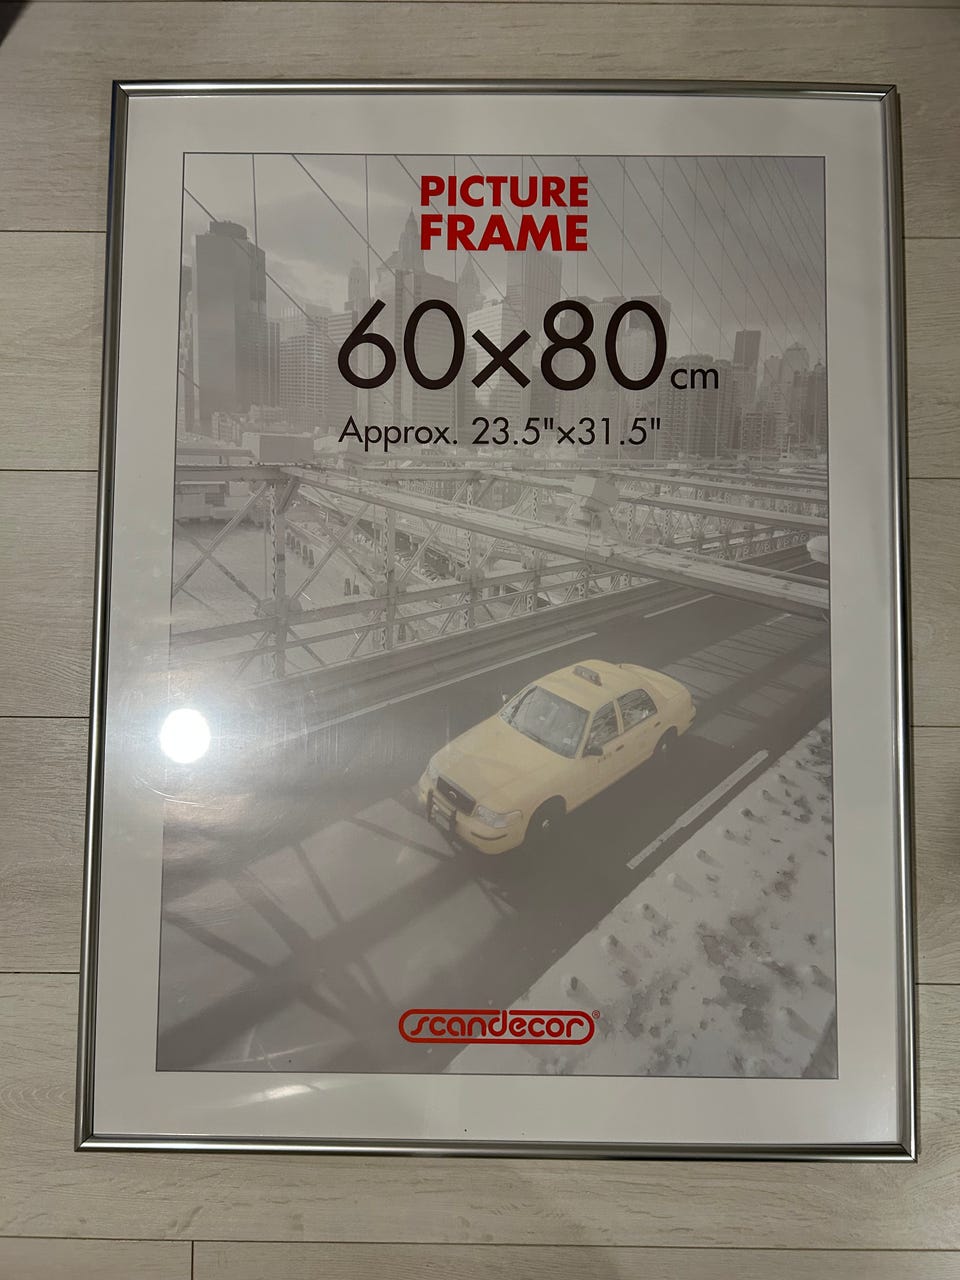 PICTURE
FRAME
60×80cm
Approx. 23.5"×31.5"
scandecor®